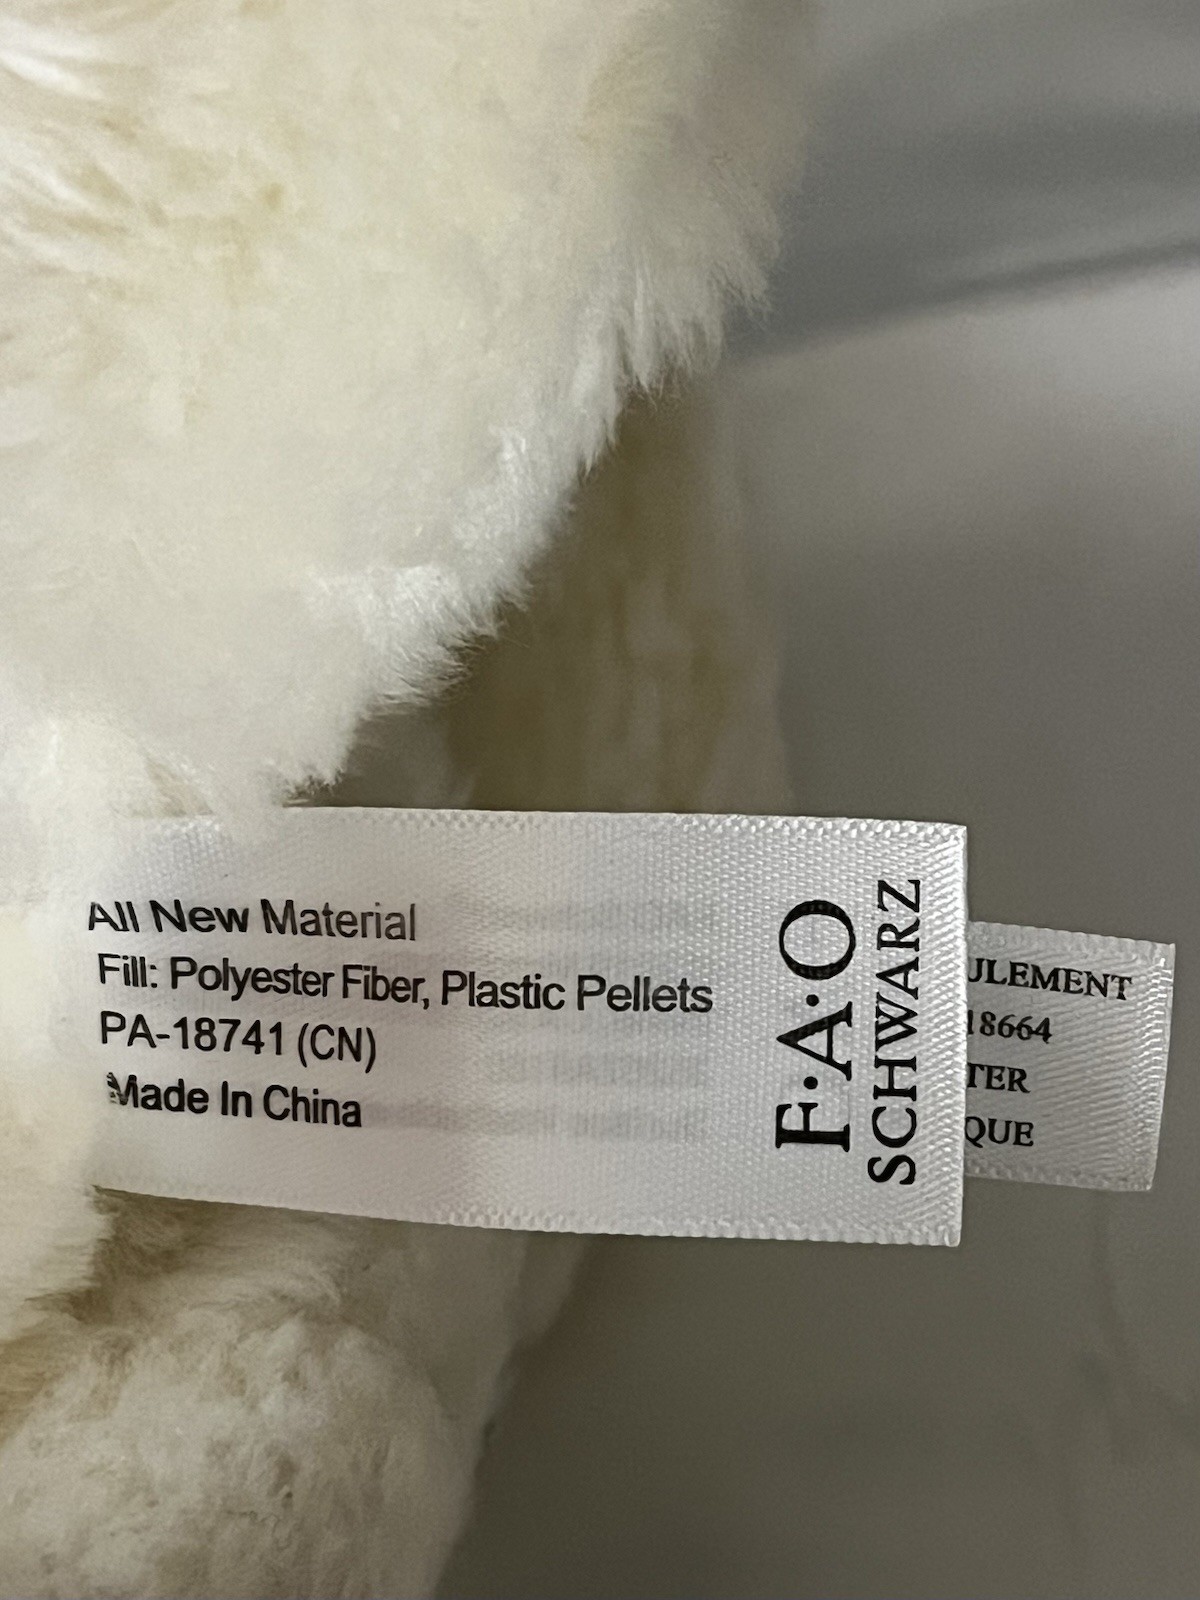 All New Material
Fill: Polyester Fiber, Plastic Pellets
PA-18741 (CN)
Made In China
F·A·O
SCHWARZ
ULEMENT
18664
TER
QUE